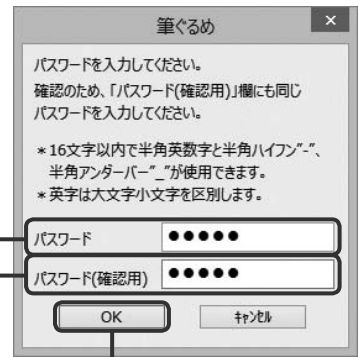 筆ぐるめ
×
パスワードを入力してください。
確認のため、「パスワード(確認用)」欄にも同じ
パスワードを入力してください。
＊16文字以内で半角英数字と半角ハイフン"-"、
半角アンダーバー"_"が使用できます。
＊英字は大文字小文字を区別します。
パスワード ●●●●●
パスワード(確認用) ●●●●●
OK ｷｬﾝｾﾙ